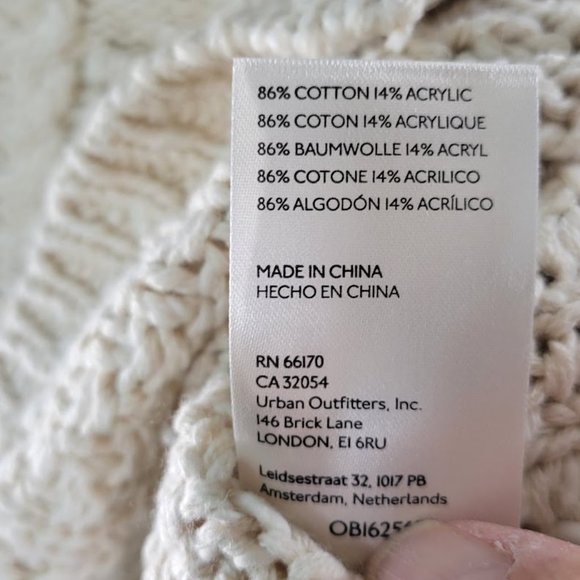 86% COTTON 14% ACRYLIC
86% COTON 14% ACRYLIQUE
86% BAUMWOLLE 14% ACRYL
86% COTONE 14% ACRILICO
86% ALGODÓN 14% ACRÍLICO
MADE IN CHINA
HECHO EN CHINA
RN 66170
CA 32054
Urban Outfitters, Inc.
146 Brick Lane
LONDON, E1 6RU
Leidsestraat 32, 1017 PB
Amsterdam, Netherlands